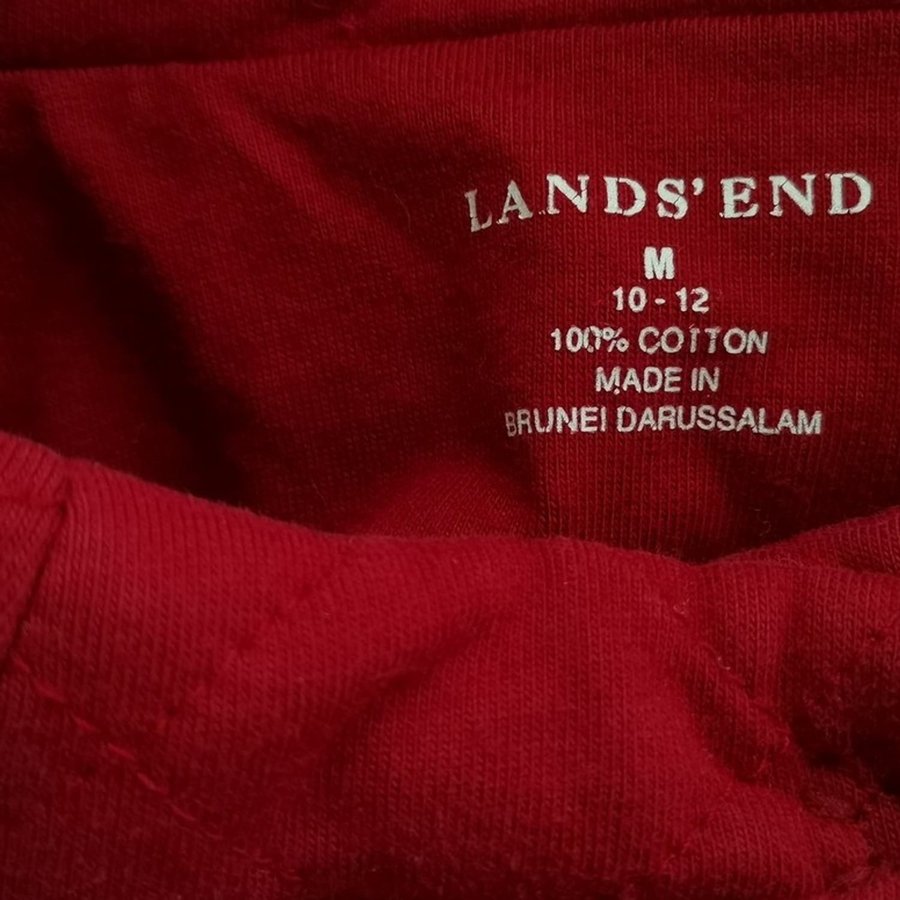 LANDS' END
M
10 - 12
100% COTTON
MADE IN
BRUNEI DARUSSALAM